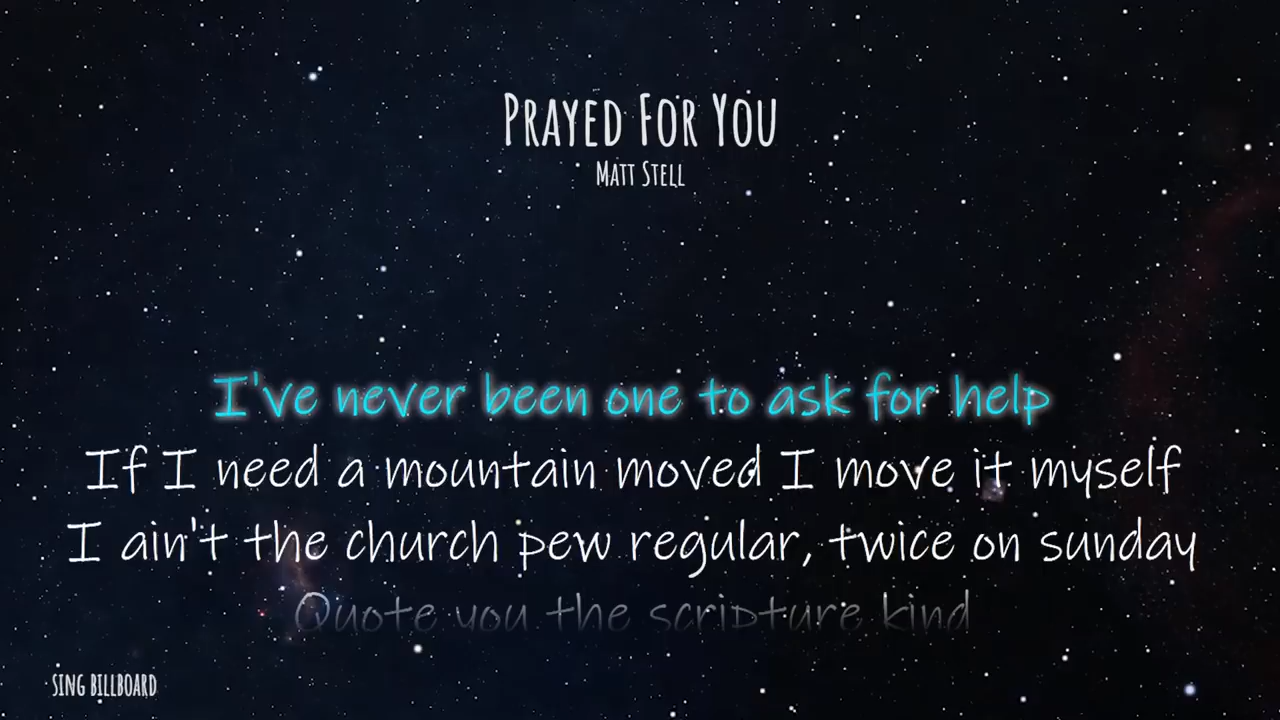 PRAYED FOR YOU
MATT STELL
I've never been one to ask for help
If I need a mountain moved I move it myself
I ain't the church pew regular, twice on sunday
Quote you the scripture kind
SING BILLBOARD